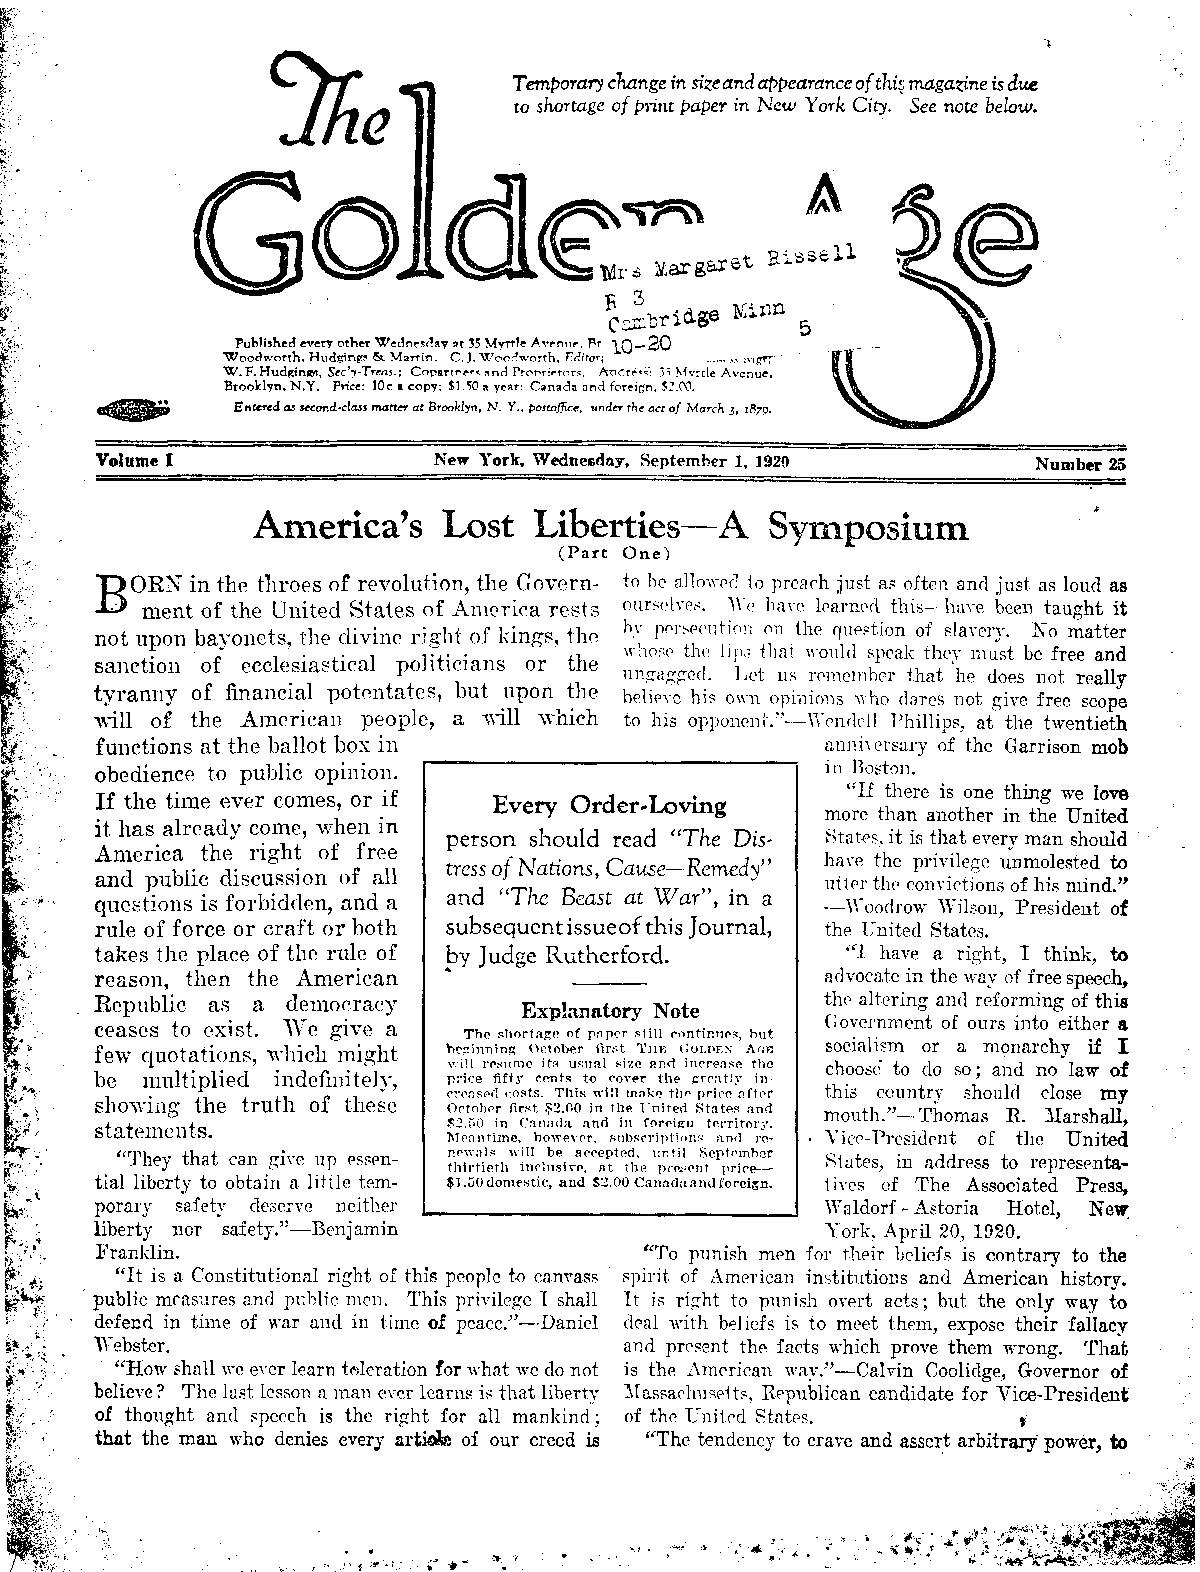 The
Golden Age
Temporary change in size and appearance of this magazine is due
to shortage of print paper in New York City. See note below.
Mrs Margaret Bissell
R 3
Cambridge Minn
5
10-20
Published every other Wednesday at 35 Myrtle Avenue, Br
Woodworth, Hudgings & Martin. C. J. Woodworth, Editor;
W. F. Hudgings, Sec'y-Treas.; Copartners and Proprietors. Address: 35 Myrtle Avenue,
Brooklyn, N.Y. Price: 10c a copy; $1.50 a year; Canada and foreign, $2.00.
Entered as second-class matter at Brooklyn, N. Y., postoffice, under the act of March 3, 1879.
Volume I New York, Wednesday, September 1, 1920 Number 25
America's Lost Liberties—A Symposium
(Part One)
BORN in the throes of revolution, the Govern-
ment of the United States of America rests
not upon bayonets, the divine right of kings, the
sanction of ecclesiastical politicians or the
tyranny of financial potentates, but upon the
will of the American people, a will which
functions at the ballot box in
obedience to public opinion.
If the time ever comes, or if
it has already come, when in
America the right of free
and public discussion of all
questions is forbidden, and a
rule of force or craft or both
takes the place of the rule of
reason, then the American
Republic as a democracy
ceases to exist. We give a
few quotations, which might
be multiplied indefinitely,
showing the truth of these
statements.
"They that can give up essen-
tial liberty to obtain a little tem-
porary safety deserve neither
liberty nor safety."—Benjamin
Franklin.
"It is a Constitutional right of this people to canvass
public measures and public men. This privilege I shall
defend in time of war and in time of peace."—Daniel
Webster.
"How shall we ever learn toleration for what we do not
believe? The last lesson a man ever learns is that liberty
of thought and speech is the right for all mankind;
that the man who denies every article of our creed is
Every Order-Loving
person should read "The Dis-
tress of Nations, Cause—Remedy"
and "The Beast at War", in a
subsequent issue of this Journal,
by Judge Rutherford.
Explanatory Note
The shortage of paper still continues, but
beginning October first THE GOLDEN AGE
will resume its usual size and increase the
price fifty cents to cover the greatly in-
creased costs. This will make the price after
October first $2.00 in the United States and
$2.50 in Canada and in foreign territory.
Meantime, however, subscriptions and re-
newals will be accepted, until September
thirtieth inclusive, at the present price—
$1.50 domestic, and $2.00 Canada and foreign.
to be allowed to preach just as often and just as loud as
ourselves. We have learned this—have been taught it
by persecution on the question of slavery. No matter
whose the lips that would speak they must be free and
ungagged. Let us remember that he does not really
believe his own opinions who dares not give free scope
to his opponent."—Wendell Phillips, at the twentieth
anniversary of the Garrison mob
in Boston.
"If there is one thing we love
more than another in the United
States, it is that every man should
have the privilege unmolested to
utter the convictions of his mind."
—Woodrow Wilson, President of
the United States.
"I have a right, I think, to
advocate in the way of free speech,
the altering and reforming of this
Government of ours into either a
socialism or a monarchy if I
choose to do so; and no law of
this country should close my
mouth."—Thomas R. Marshall,
Vice-President of the United
States, in address to representa-
tives of The Associated Press,
Waldorf-Astoria Hotel, New
York, April 20, 1920.
"To punish men for their beliefs is contrary to the
spirit of American institutions and American history.
It is right to punish overt acts; but the only way to
deal with beliefs is to meet them, expose their fallacy
and present the facts which prove them wrong. That
is the American way."—Calvin Coolidge, Governor of
Massachusetts, Republican candidate for Vice-President
of the United States.
"The tendency to crave and assert arbitrary power, to